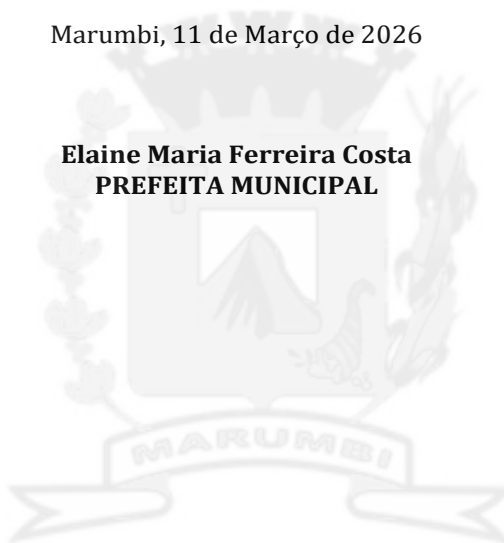 Marumbi, 11 de Março de 2026
Elaine Maria Ferreira Costa
PREFEITA MUNICIPAL
MARUMBI